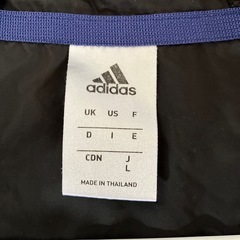 adidas
UK US F
D I E
CDN J
L
MADE IN THAILAND